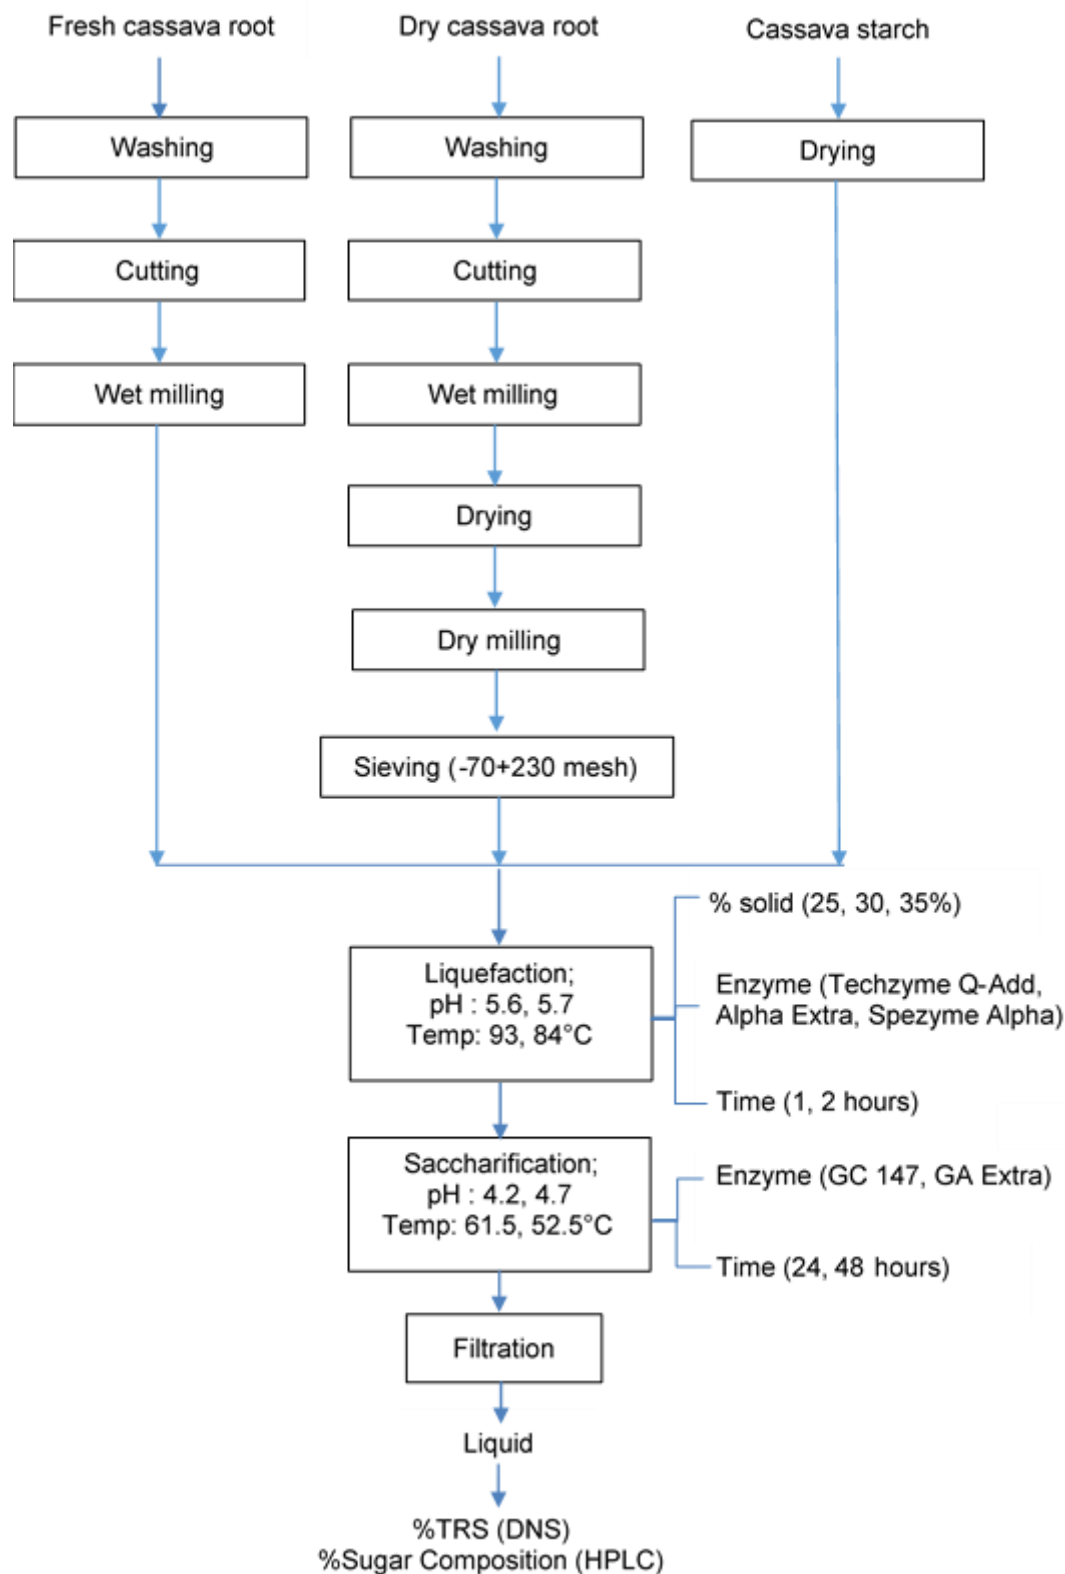 Fresh cassava root
Dry cassava root
Cassava starch
Washing
Washing
Drying
Cutting
Cutting
Wet milling
Wet milling
Drying
Dry milling
Sieving (-70+230 mesh)
% solid (25, 30, 35%)
Liquefaction;
pH : 5.6, 5.7
Temp: 93, 84°C
Enzyme (Techzyme Q-Add,
Alpha Extra, Spezyme Alpha)
Time (1, 2 hours)
Saccharification;
pH : 4.2, 4.7
Temp: 61.5, 52.5°C
Enzyme (GC 147, GA Extra)
Time (24, 48 hours)
Filtration
Liquid
%TRS (DNS)
%Sugar Composition (HPLC)